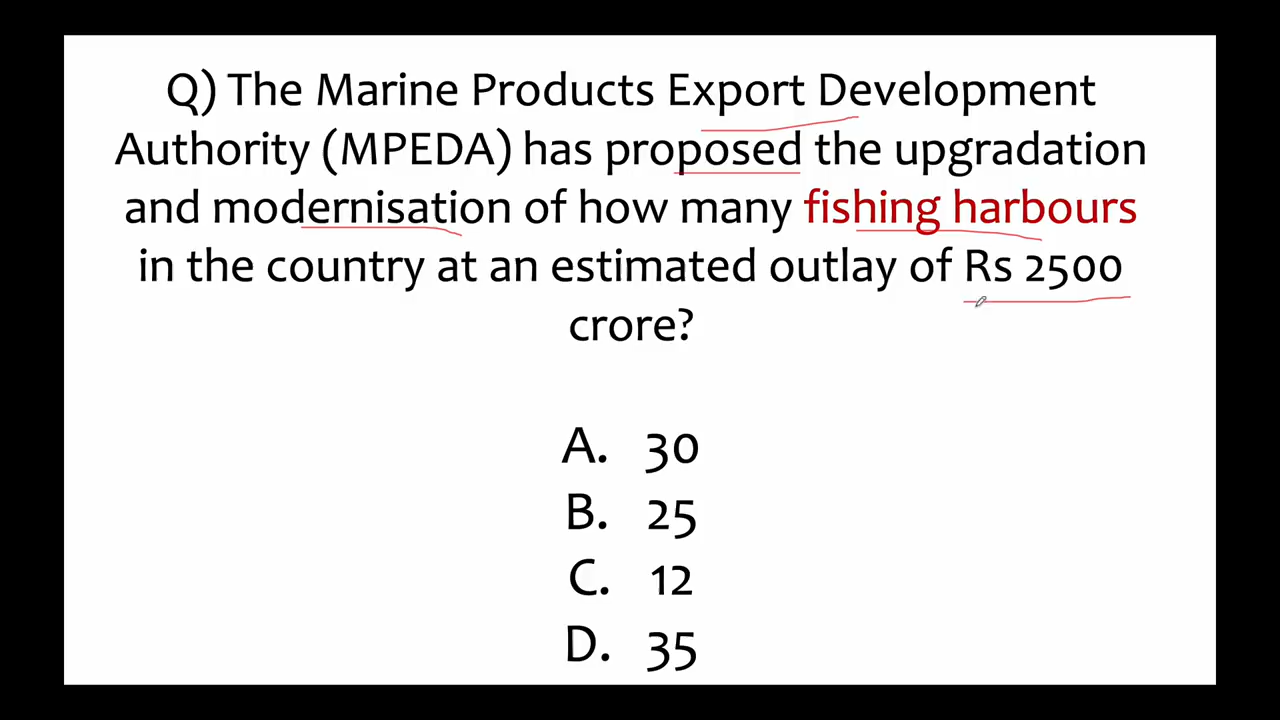 Q) The Marine Products Export Development
Authority (MPEDA) has proposed the upgradation
and modernisation of how many fishing harbours
in the country at an estimated outlay of Rs 2500
crore?
A. 30
B. 25
C. 12
D. 35